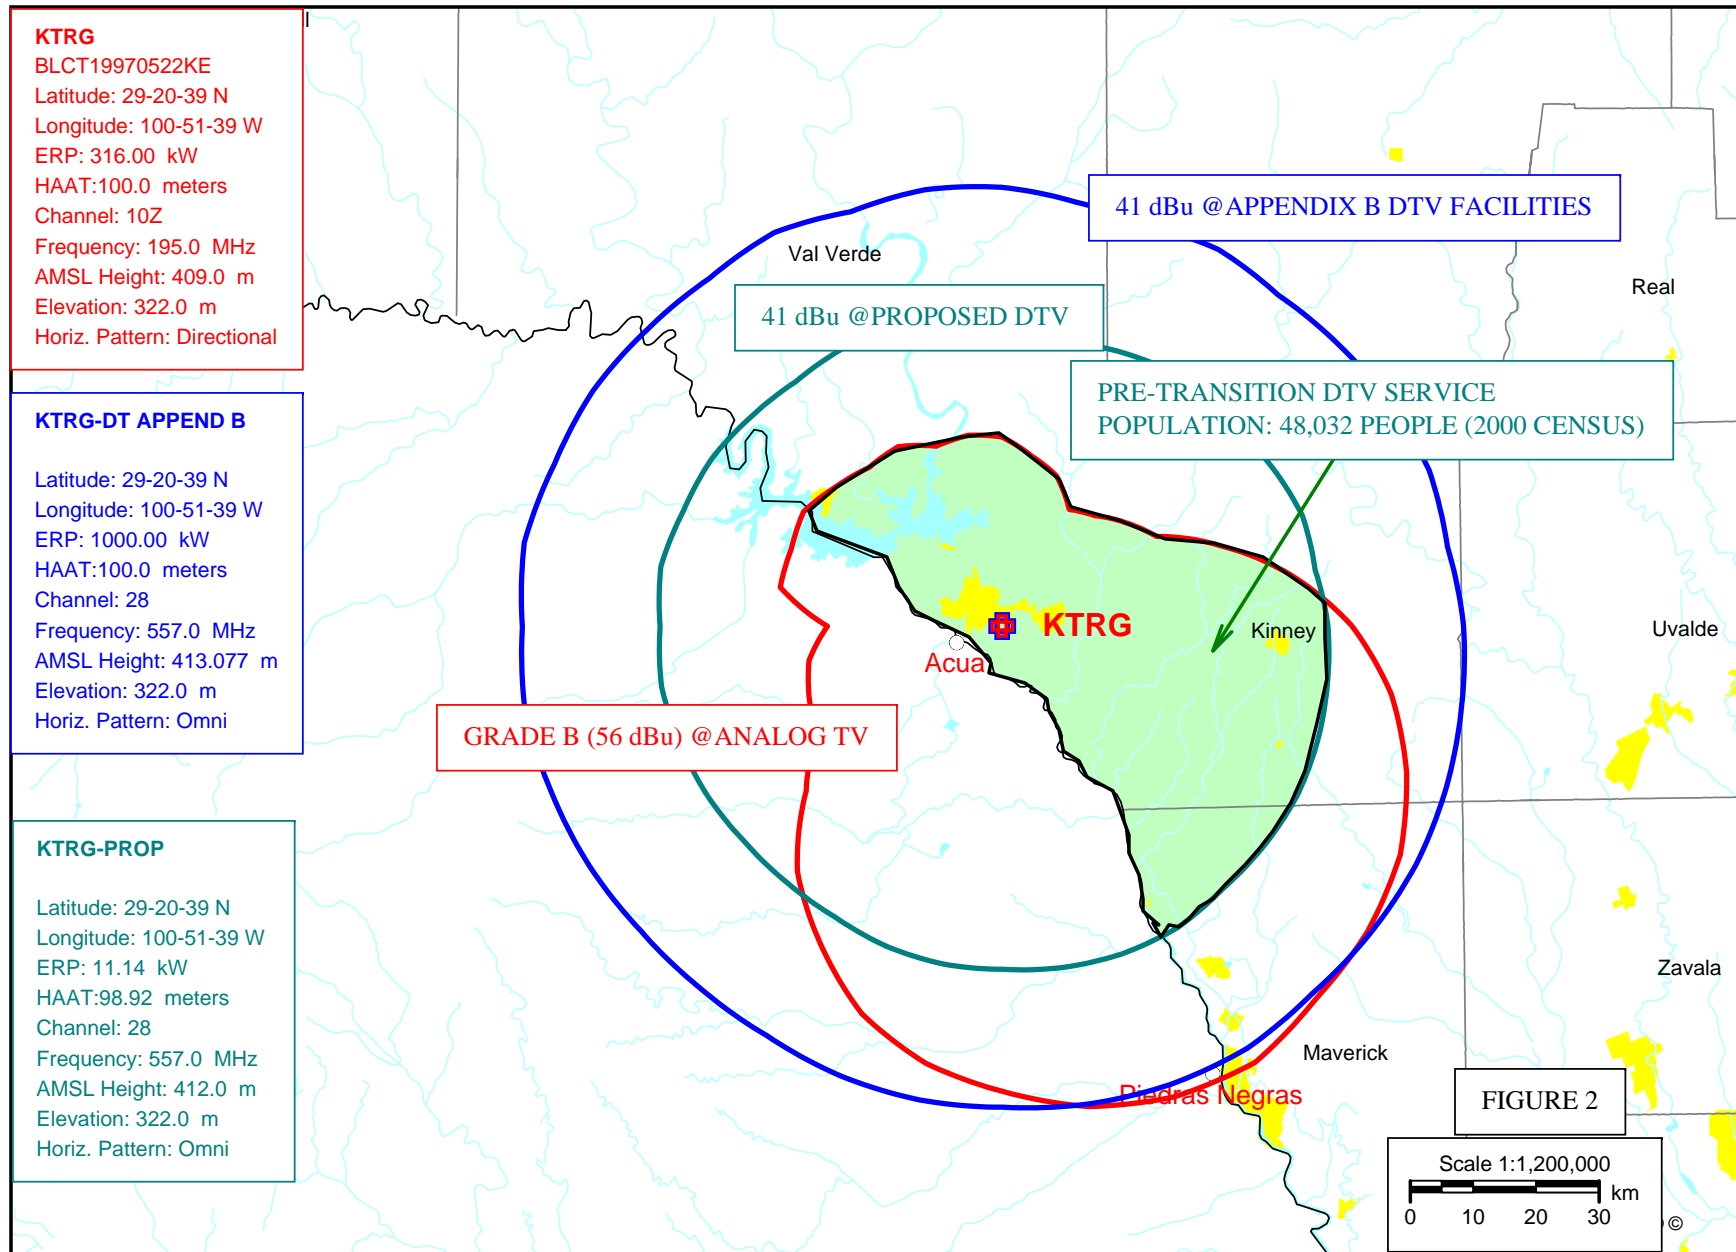 KTRG
BLCT19970522KE
Latitude: 29-20-39 N
Longitude: 100-51-39 W
ERP: 316.00 kW
HAAT:100.0 meters
Channel: 10Z
Frequency: 195.0 MHz
AMSL Height: 409.0 m
Elevation: 322.0 m
Horiz. Pattern: Directional
KTRG-DT APPEND B
Latitude: 29-20-39 N
Longitude: 100-51-39 W
ERP: 1000.00 kW
HAAT:100.0 meters
Channel: 28
Frequency: 557.0 MHz
AMSL Height: 413.077 m
Elevation: 322.0 m
Horiz. Pattern: Omni
KTRG-PROP
Latitude: 29-20-39 N
Longitude: 100-51-39 W
ERP: 11.14 kW
HAAT:98.92 meters
Channel: 28
Frequency: 557.0 MHz
AMSL Height: 412.0 m
Elevation: 322.0 m
Horiz. Pattern: Omni
41 dBu @APPENDIX B DTV FACILITIES
Val Verde
Real
41 dBu @PROPOSED DTV
PRE-TRANSITION DTV SERVICE
POPULATION: 48,032 PEOPLE (2000 CENSUS)
KTRG
Kinney
Uvalde
Acua
GRADE B (56 dBu) @ANALOG TV
Zavala
Maverick
Piedras Negras
FIGURE 2
Scale 1:1,200,000
km
0 10 20 30
©